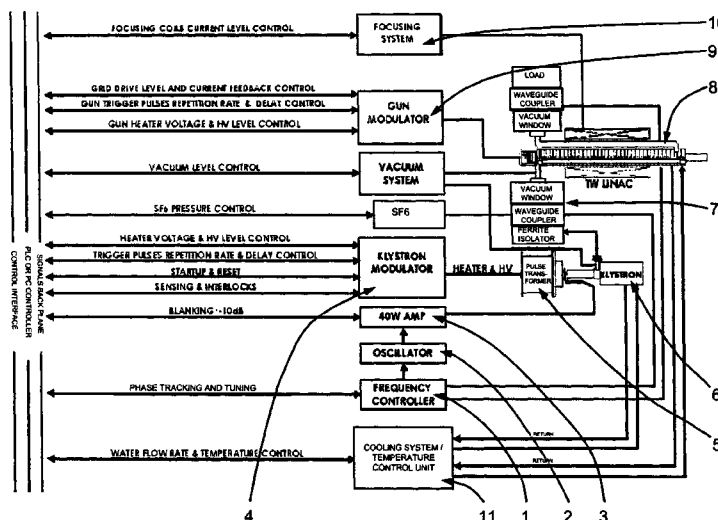 FOCUSING COILS CURRENT LEVEL CONTROL
FOCUSING
SYSTEM
10
9
GRID DRIVE LEVEL AND CURRENT FEEDBACK CONTROL
GUN TRIGGER PULSES REPETITION RATE & DELAY CONTROL
GUN HEATER VOLTAGE & HV LEVEL CONTROL
GUN
MODULATOR
LOAD
WAVEGUIDE
COUPLER
VACUUM
WINDOW
8
VACUUM LEVEL CONTROL
VACUUM
SYSTEM
TW LINAC
SF6 PRESSURE CONTROL
SF6
VACUUM
WINDOW
WAVEGUIDE
COUPLER
FERRITE
ISOLATOR
7
HEATER VOLTAGE & HV LEVEL CONTROL
TRIGGER PULSES REPETITION RATE & DELAY CONTROL
STARTUP & RESET
SENSING & INTERLOCKS
KLYSTRON
MODULATOR
HEATER & HV
PULSE
TRANS-
FORMER
KLYSTRON
BLANKING - -10dB
40W AMP
OSCILLATOR
PHASE TRACKING AND TUNING
FREQUENCY
CONTROLLER
6
5
WATER FLOW RATE & TEMPERATURE CONTROL
COOLING SYSTEM /
TEMPERATURE
CONTROL UNIT
RETURN
RETURN
SIGNALS BACK PLANE
PLC OR PC CONTROLLER
CONTROL INTERFACE
4
11
1
2
3